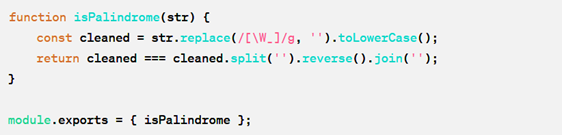 function isPalindrome(str) {
    const cleaned = str.replace(/[\W_]/g, '').toLowerCase();
    return cleaned === cleaned.split('').reverse().join('');
}

module.exports = { isPalindrome };